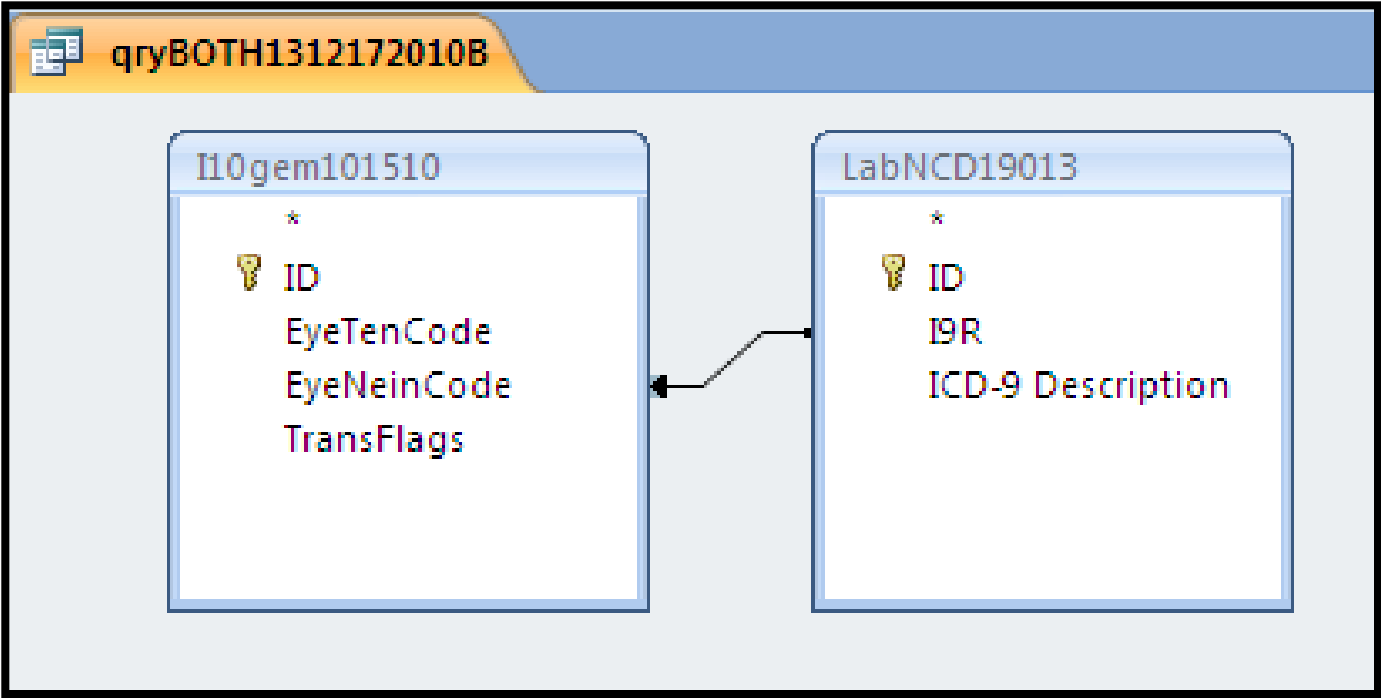 qryBOTH1312172010B
I10gem101510
*
ID
EyeTenCode
EyeNeinCode
TransFlags
LabNCD19013
*
ID
I9R
ICD-9 Description